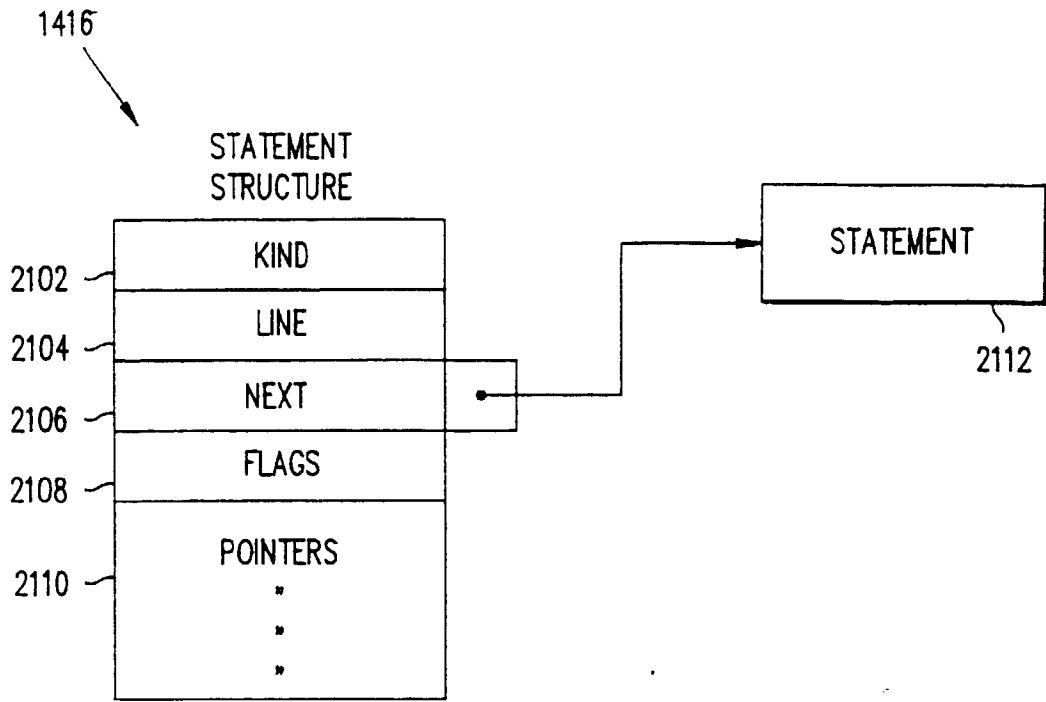 1416
STATEMENT
STRUCTURE
KIND
2102
LINE
2104
NEXT
2106
FLAGS
2108
POINTERS
2110
STATEMENT
2112